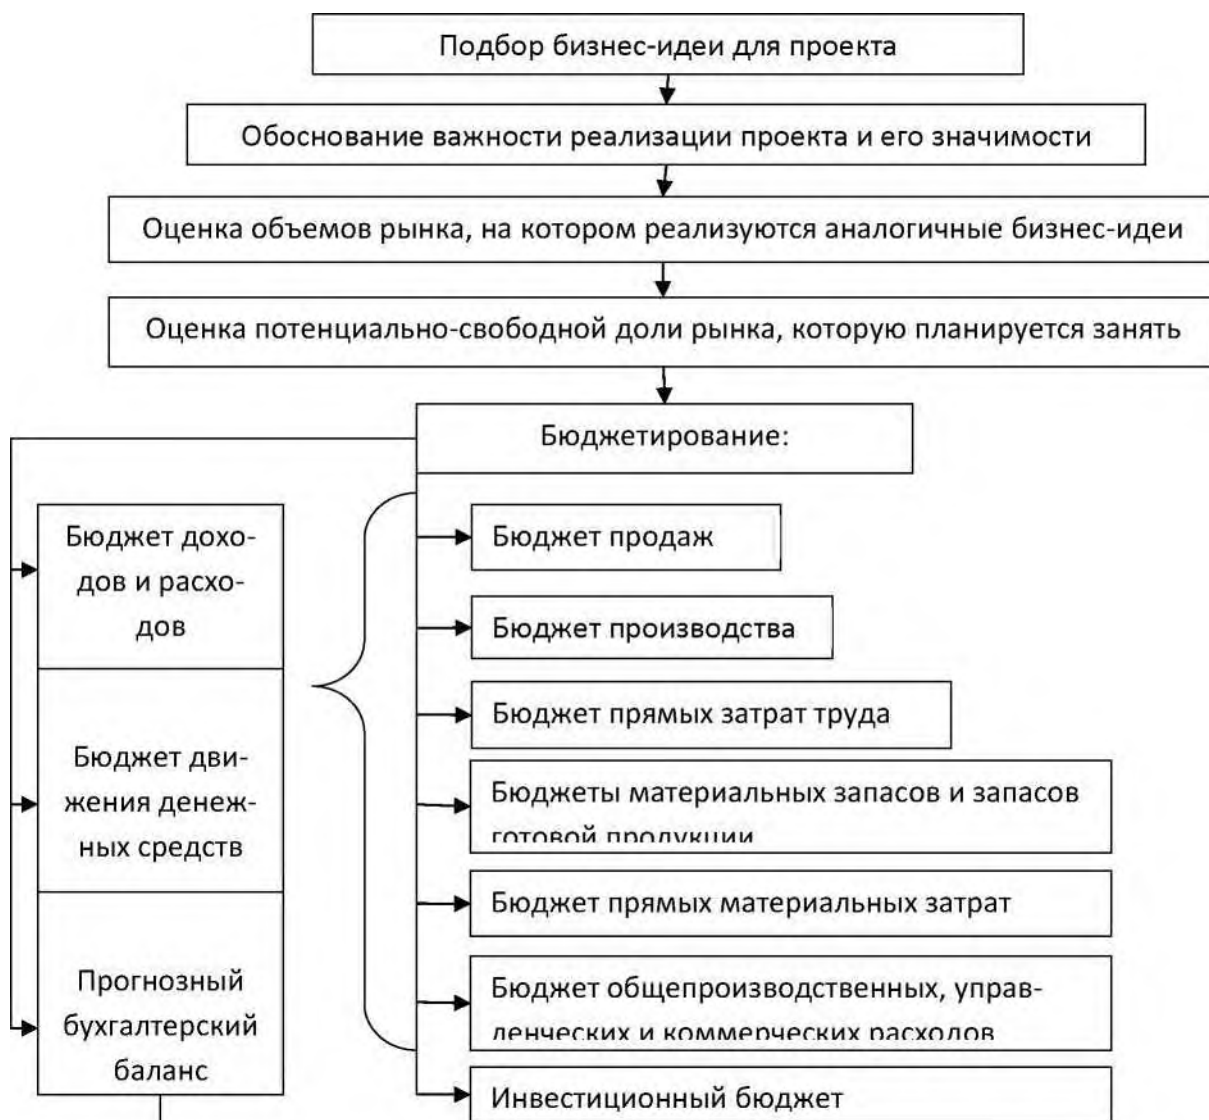 Подбор бизнес-идеи для проекта
Обоснование важности реализации проекта и его значимости
Оценка объемов рынка, на котором реализуются аналогичные бизнес-идеи
Оценка потенциально-свободной доли рынка, которую планируется занять
Бюджетирование:
Бюджет дохо-
дов и расхо-
дов
Бюджет дви-
жения денеж-
ных средств
Прогнозный
бухгалтерский
баланс
Бюджет продаж
Бюджет производства
Бюджет прямых затрат труда
Бюджеты материальных запасов и запасов
готовой продукции
Бюджет прямых материальных затрат
Бюджет общепроизводственных, управ-
ленческих и коммерческих расходов
Инвестиционный бюджет